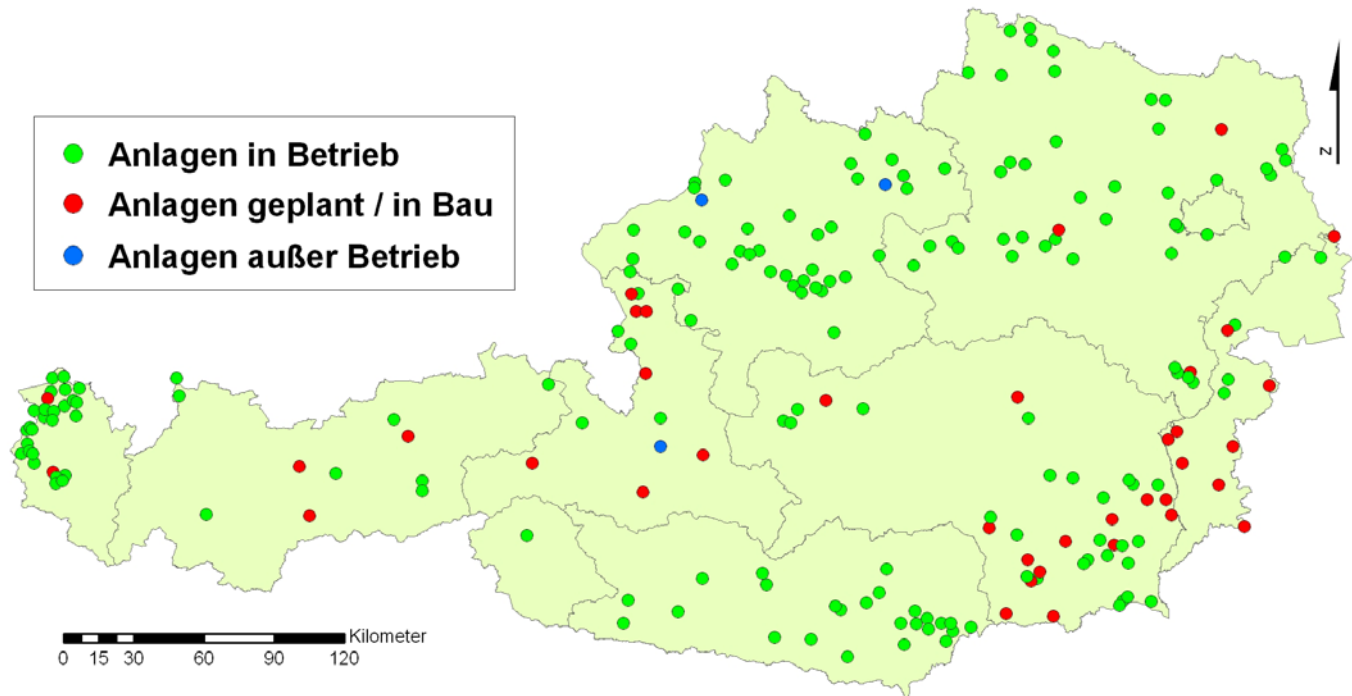 Anlagen in Betrieb
Anlagen geplant / in Bau
Anlagen außer Betrieb
N
Kilometer
0 15 30 60 90 120